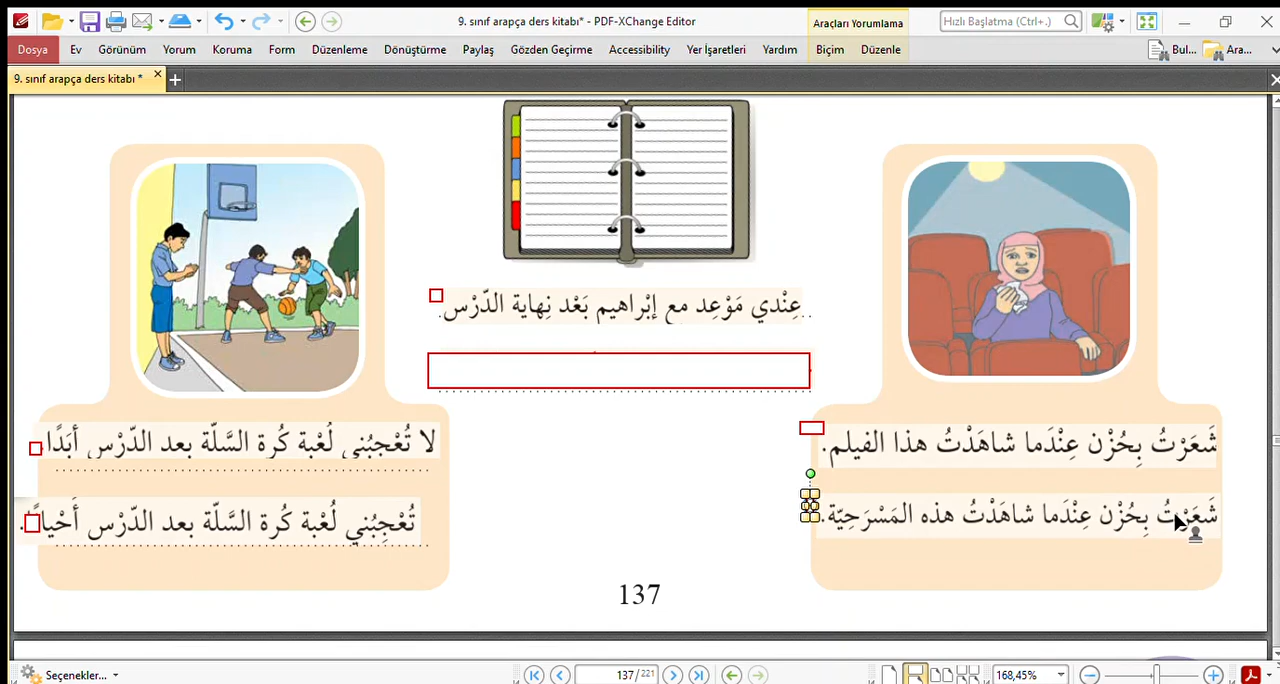 9. sınıf arapça ders kitabı* - PDF-XChange Editor
Araçları Yorumlama
Hızlı Başlatma (Ctrl+.)
Dosya Ev Görünüm Yorum Koruma Form Düzenleme Dönüştürme Paylaş Gözden Geçirme Accessibility Yer İşaretleri Yardım Biçim Düzenle Bul... Ara...
9. sınıf arapça ders kitabı *
عِنْدي مَوْعِد مع إبْراهيم بَعْد نِهاية الدّرْس.
شَعَرْتُ بِحُزْن عِنْدَما شاهَدْتُ هذا الفيلم.
شَعَرْتُ بِحُزْن عِنْدَما شاهَدْتُ هذه المَسْرَحِيّة.
لا تُعْجبُني لُعْبة كُرة السَّلّة بعد الدّرْس أبَدًا
تُعْجِبُني لُعْبة كُرة السَّلّة بعد الدّرْس أَحْيانًا.
137
Seçenekler...
137/221
168,45%